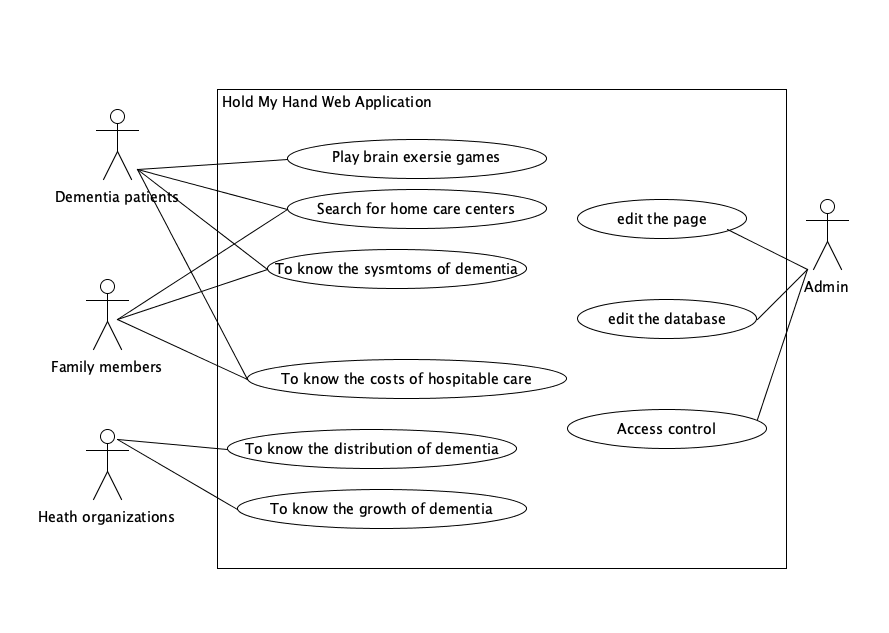 Hold My Hand Web Application
Play brain exersie games
Dementia patients
Search for home care centers
edit the page
To know the sysmtoms of dementia
Admin
edit the database
Family members
To know the costs of hospitable care
Access control
To know the distribution of dementia
To know the growth of dementia
Heath organizations